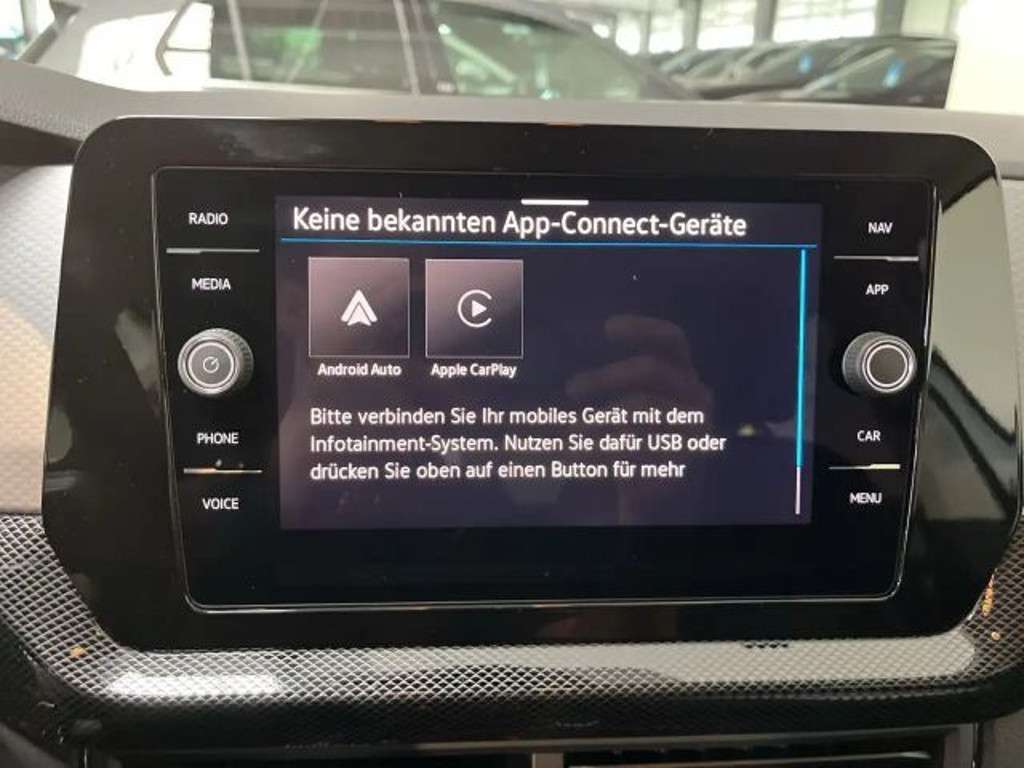 RADIO
MEDIA
PHONE
VOICE
Keine bekannten App-Connect-Geräte
Android Auto
Apple CarPlay
Bitte verbinden Sie Ihr mobiles Gerät mit dem
Infotainment-System. Nutzen Sie dafür USB oder
drücken Sie oben auf einen Button für mehr
NAV
APP
CAR
MENU